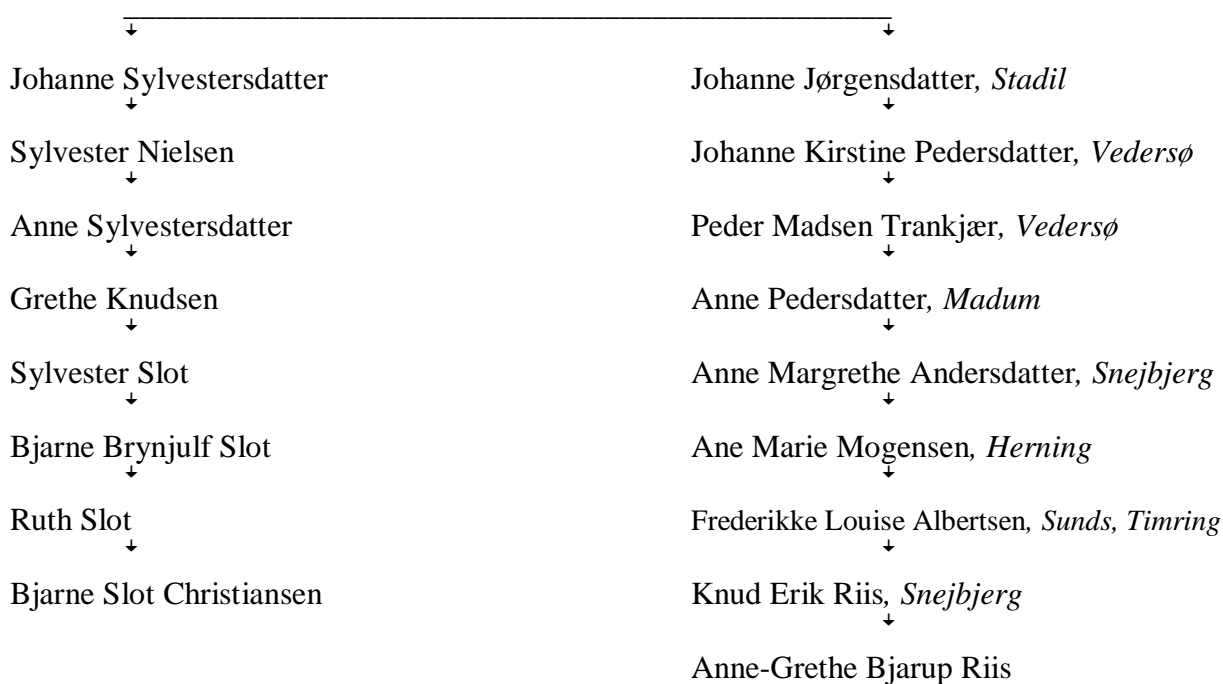 Johanne Sylvestersdatter
Sylvester Nielsen
Anne Sylvestersdatter
Grethe Knudsen
Sylvester Slot
Bjarne Brynjulf Slot
Ruth Slot
Bjarne Slot Christiansen
Johanne Jørgensdatter, Stadil
Johanne Kirstine Pedersdatter, Vedersø
Peder Madsen Trankjær, Vedersø
Anne Pedersdatter, Madum
Anne Margrethe Andersdatter, Snejbjerg
Ane Marie Mogensen, Herning
Frederikke Louise Albertsen, Sunds, Timring
Knud Erik Riis, Snejbjerg
Anne-Grethe Bjarup Riis